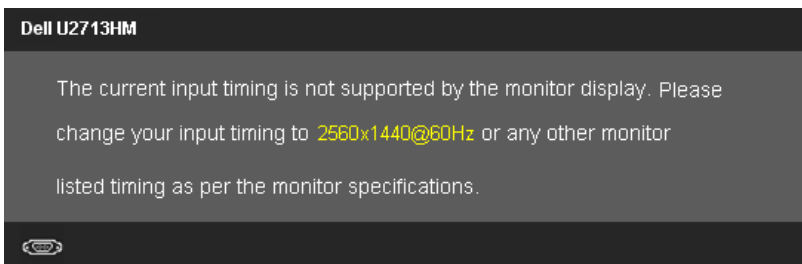 Dell U2713HM
The current input timing is not supported by the monitor display. Please
change your input timing to 2560x1440@60Hz or any other monitor
listed timing as per the monitor specifications.